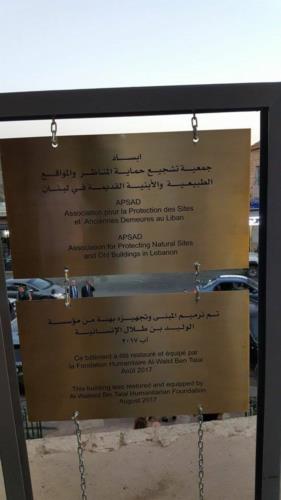 ابساد
جمعية تشجيع حماية المناظر والمواقع
الطبيعية والأبنية القديمة في لبنان
APSAD
Association pour la Protection des Sites
et Anciennes Demeures au Liban
APSAD
Association for Protecting Natural Sites
and Old Buildings in Lebanon
تم ترميم المبنى وتجهيزه بهبة من مؤسسة
الوليد بن طلال الإنسانية
آب ٢٠١٧
Ce bâtiment a été restauré et équipé par
la Fondation Humanitaire Al-Walid Ben Talal
Août 2017
This building was restored and equipped by
Al-Waleed Bin Talal Humanitarian Foundation
August 2017